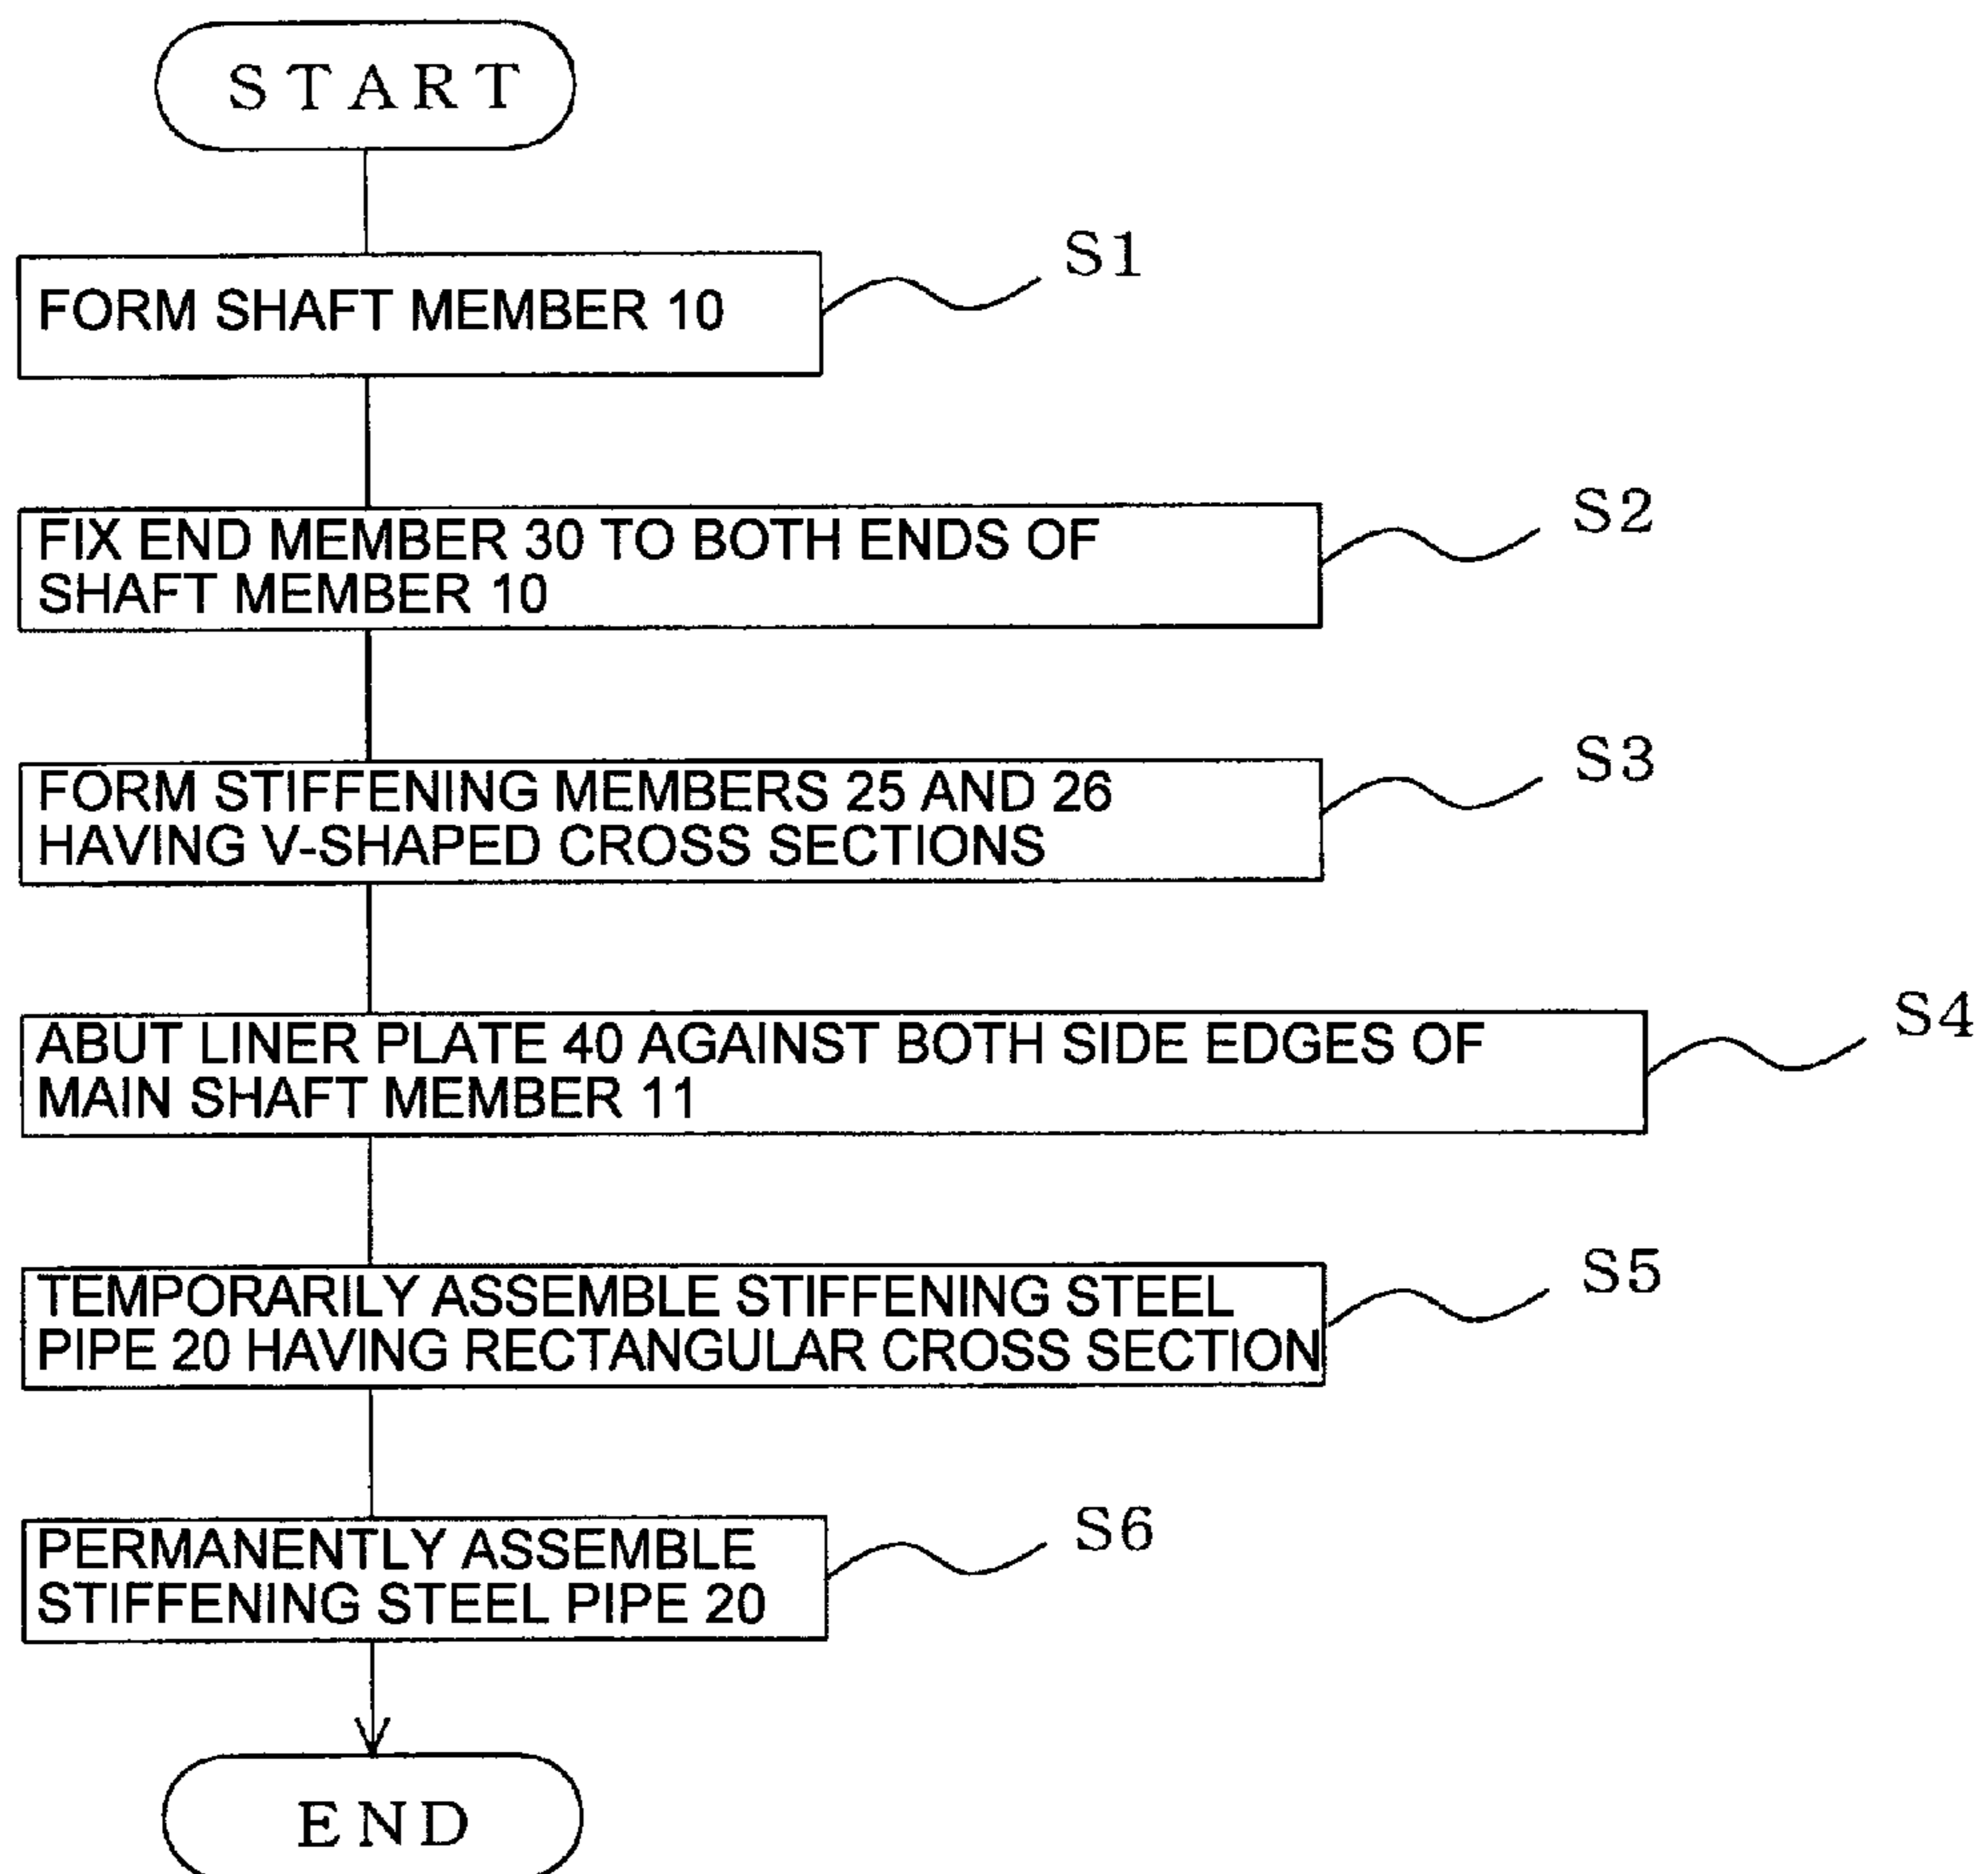 START
S1
FORM SHAFT MEMBER 10
S2
FIX END MEMBER 30 TO BOTH ENDS OF
SHAFT MEMBER 10
S3
FORM STIFFENING MEMBERS 25 AND 26
HAVING V-SHAPED CROSS SECTIONS
S4
ABUT LINER PLATE 40 AGAINST BOTH SIDE EDGES OF
MAIN SHAFT MEMBER 11
S5
TEMPORARILY ASSEMBLE STIFFENING STEEL
PIPE 20 HAVING RECTANGULAR CROSS SECTION
S6
PERMANENTLY ASSEMBLE
STIFFENING STEEL PIPE 20
END